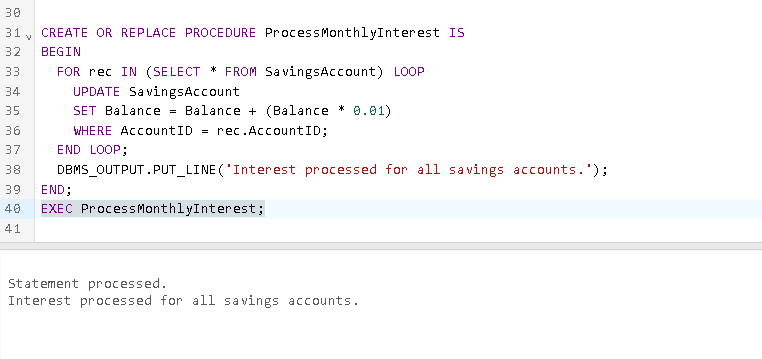 30
31 CREATE OR REPLACE PROCEDURE ProcessMonthlyInterest IS
32 BEGIN
33 FOR rec IN (SELECT * FROM SavingsAccount) LOOP
34 UPDATE SavingsAccount
35 SET Balance = Balance + (Balance * 0.01)
36 WHERE AccountID = rec.AccountID;
37 END LOOP;
38 DBMS_OUTPUT.PUT_LINE('Interest processed for all savings accounts.');
39 END;
40 EXEC ProcessMonthlyInterest;
41
Statement processed.
Interest processed for all savings accounts.